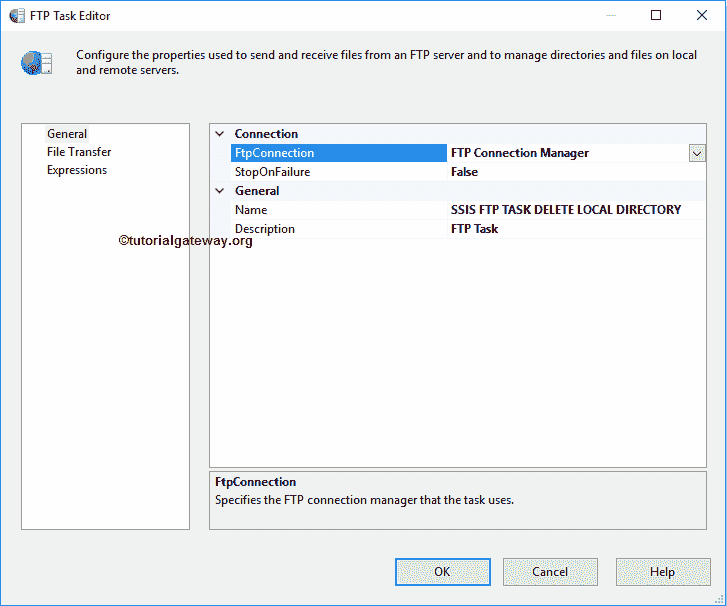 FTP Task Editor
Configure the properties used to send and receive files from an FTP server and to manage directories and files on local
and remote servers.
General
File Transfer
Expressions
Connection
FtpConnection FTP Connection Manager
StopOnFailure False
General
Name SSIS FTP TASK DELETE LOCAL DIRECTORY
Description FTP Task
©tutorialgateway.org
FtpConnection
Specifies the FTP connection manager that the task uses.
OK Cancel Help